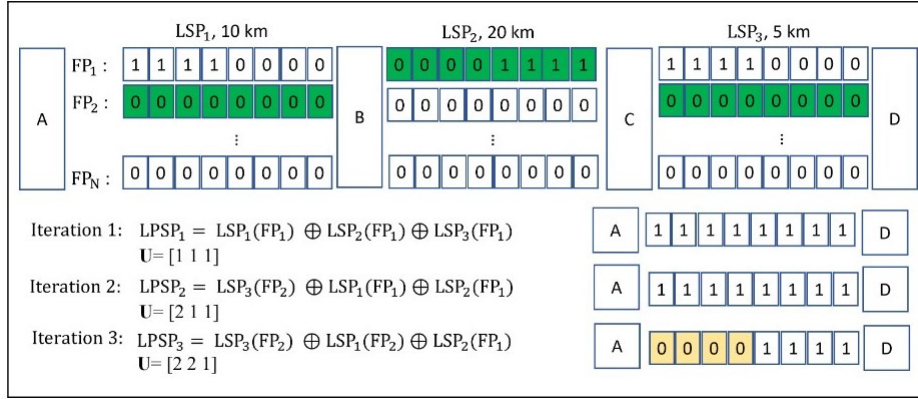 LSP₁, 10 km LSP₂, 20 km LSP₃, 5 km
FP₁ : 1 1 1 1 0 0 0 0 0 0 0 0 1 1 1 1 1 1 1 1 0 0 0 0
FP₂ : 0 0 0 0 0 0 0 0 0 0 0 0 0 0 0 0 0 0 0 0 0 0 0 0
A B C D
⋮ ⋮ ⋮
FP_N : 0 0 0 0 0 0 0 0 0 0 0 0 0 0 0 0 0 0 0 0 0 0 0 0
Iteration 1: LPSP₁ = LSP₁(FP₁) ⊕ LSP₂(FP₁) ⊕ LSP₃(FP₁) A 1 1 1 1 1 1 1 1 D
U= [1 1 1]
Iteration 2: LPSP₂ = LSP₃(FP₂) ⊕ LSP₁(FP₁) ⊕ LSP₂(FP₁) A 1 1 1 1 1 1 1 1 D
U= [2 1 1]
Iteration 3: LPSP₃ = LSP₃(FP₂) ⊕ LSP₁(FP₂) ⊕ LSP₂(FP₁) A 0 0 0 0 1 1 1 1 D
U= [2 2 1]